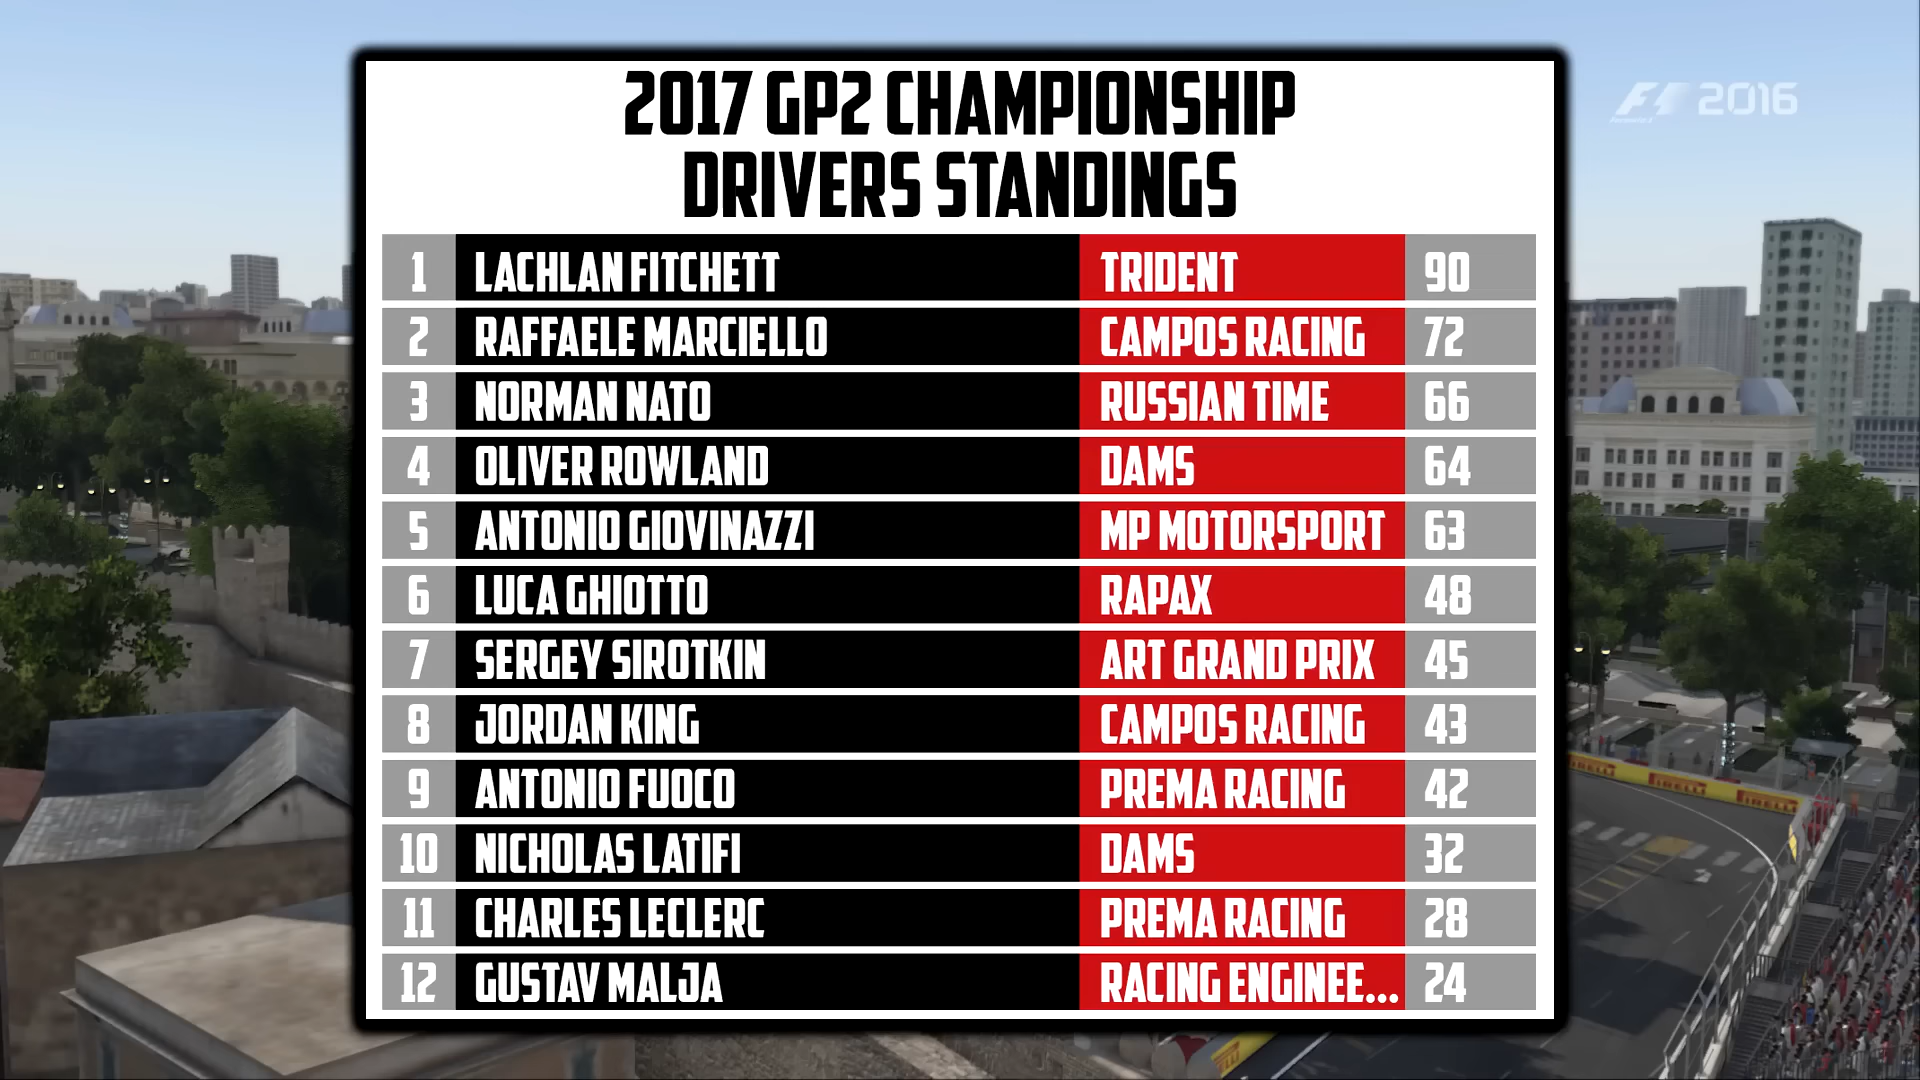 2017 GP2 CHAMPIONSHIP
DRIVERS STANDINGS
F1 2016
1 LACHLAN FITCHETT TRIDENT 90
2 RAFFAELE MARCIELLO CAMPOS RACING 72
3 NORMAN NATO RUSSIAN TIME 66
4 OLIVER ROWLAND DAMS 64
5 ANTONIO GIOVINAZZI MP MOTORSPORT 63
6 LUCA GHIOTTO RAPAX 48
7 SERGEY SIROTKIN ART GRAND PRIX 45
8 JORDAN KING CAMPOS RACING 43
9 ANTONIO FUOCO PREMA RACING 42
10 NICHOLAS LATIFI DAMS 32
11 CHARLES LECLERC PREMA RACING 28
12 GUSTAV MALJA RACING ENGINEE... 24
PIRELLI PIRELLI PIRELLI